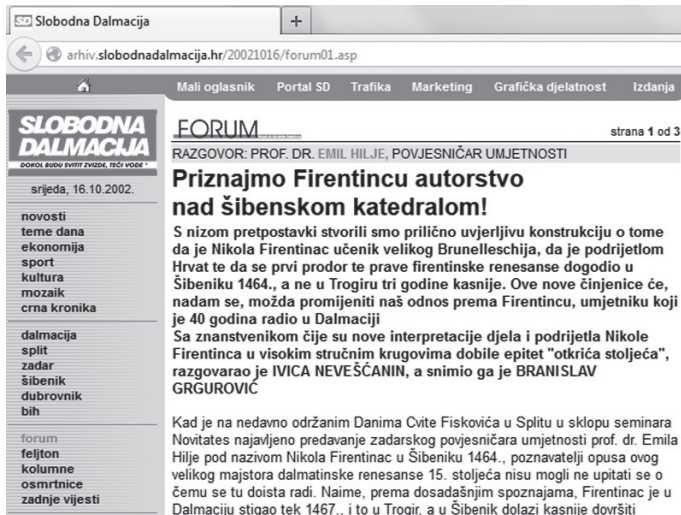 Slobodna Dalmacija
arhiv.slobodnadalmacija.hr/20021016/forum01.asp
Mali oglasnik Portal SD Trafika Marketing Grafička djelatnost Izdanja
SLOBODNA
DALMACIJA
DOKOL BUDU SVITIT ZVIZDE, TEĆI VODE
srijeda, 16.10.2002.
novosti
teme dana
ekonomija
sport
kultura
mozaik
crna kronika
dalmacija
split
zadar
šibenik
dubrovnik
bih
forum
feljton
kolumne
osmrtnice
zadnje vijesti
FORUM
strana 1 od 3
RAZGOVOR: PROF. DR. EMIL HILJE, POVJESNIČAR UMJETNOSTI
Priznajmo Firentincu autorstvo
nad šibenskom katedralom!
S nizom pretpostavki stvorili smo prilično uvjerljivu konstrukciju o tome
da je Nikola Firentinac učenik velikog Brunelleschija, da je podrijetlom
Hrvat te da se prvi prodor te prave firentinske renesanse dogodio u
Šibeniku 1464., a ne u Trogiru tri godine kasnije. Ove nove činjenice će,
nadam se, možda promijeniti naš odnos prema Firentincu, umjetniku koji
je 40 godina radio u Dalmaciji
Sa znanstvenikom čije su nove interpretacije djela i podrijetla Nikole
Firentinca u visokim stručnim krugovima dobile epitet "otkrića stoljeća",
razgovarao je IVICA NEVEŠĆANIN, a snimio ga je BRANISLAV
GRGUROVIĆ
Kad je na nedavno održanim Danima Cvite Fiskovića u Splitu u sklopu seminara
Novitates najavljeno predavanje zadarskog povjesničara umjetnosti prof. dr. Emila
Hilje pod nazivom Nikola Firentinac u Šibeniku 1464., poznavatelji opusa ovog
velikog majstora dalmatinske renesanse 15. stoljeća nisu mogli ne upitati se o
čemu se tu doista radi. Naime, prema dosadašnjim spoznajama, Firentinac je u
Dalmaciju stigao tek 1467., i to u Trogir, a u Šibenik dolazi kasnije dovršiti